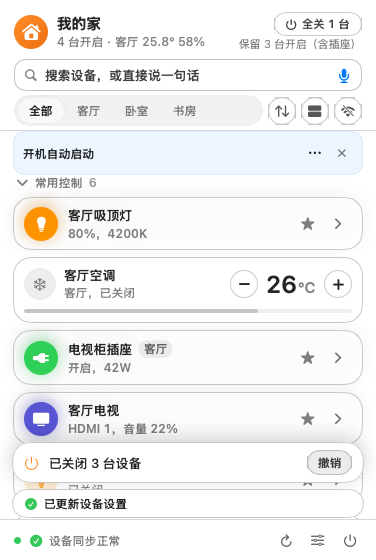 我的家
4 台开启 · 客厅 25.8° 58%
全关 1 台
保留 3 台开启（含插座）
搜索设备，或直接说一句话
全部 客厅 卧室 书房
开机自动启动
常用控制 6
客厅吸顶灯
80%，4200K
客厅空调
客厅，已关闭
26°C
电视柜插座 客厅
开启，42W
客厅电视
HDMI 1，音量 22%
已关闭 3 台设备 撤销
已关闭
已更新设备设置
设备同步正常